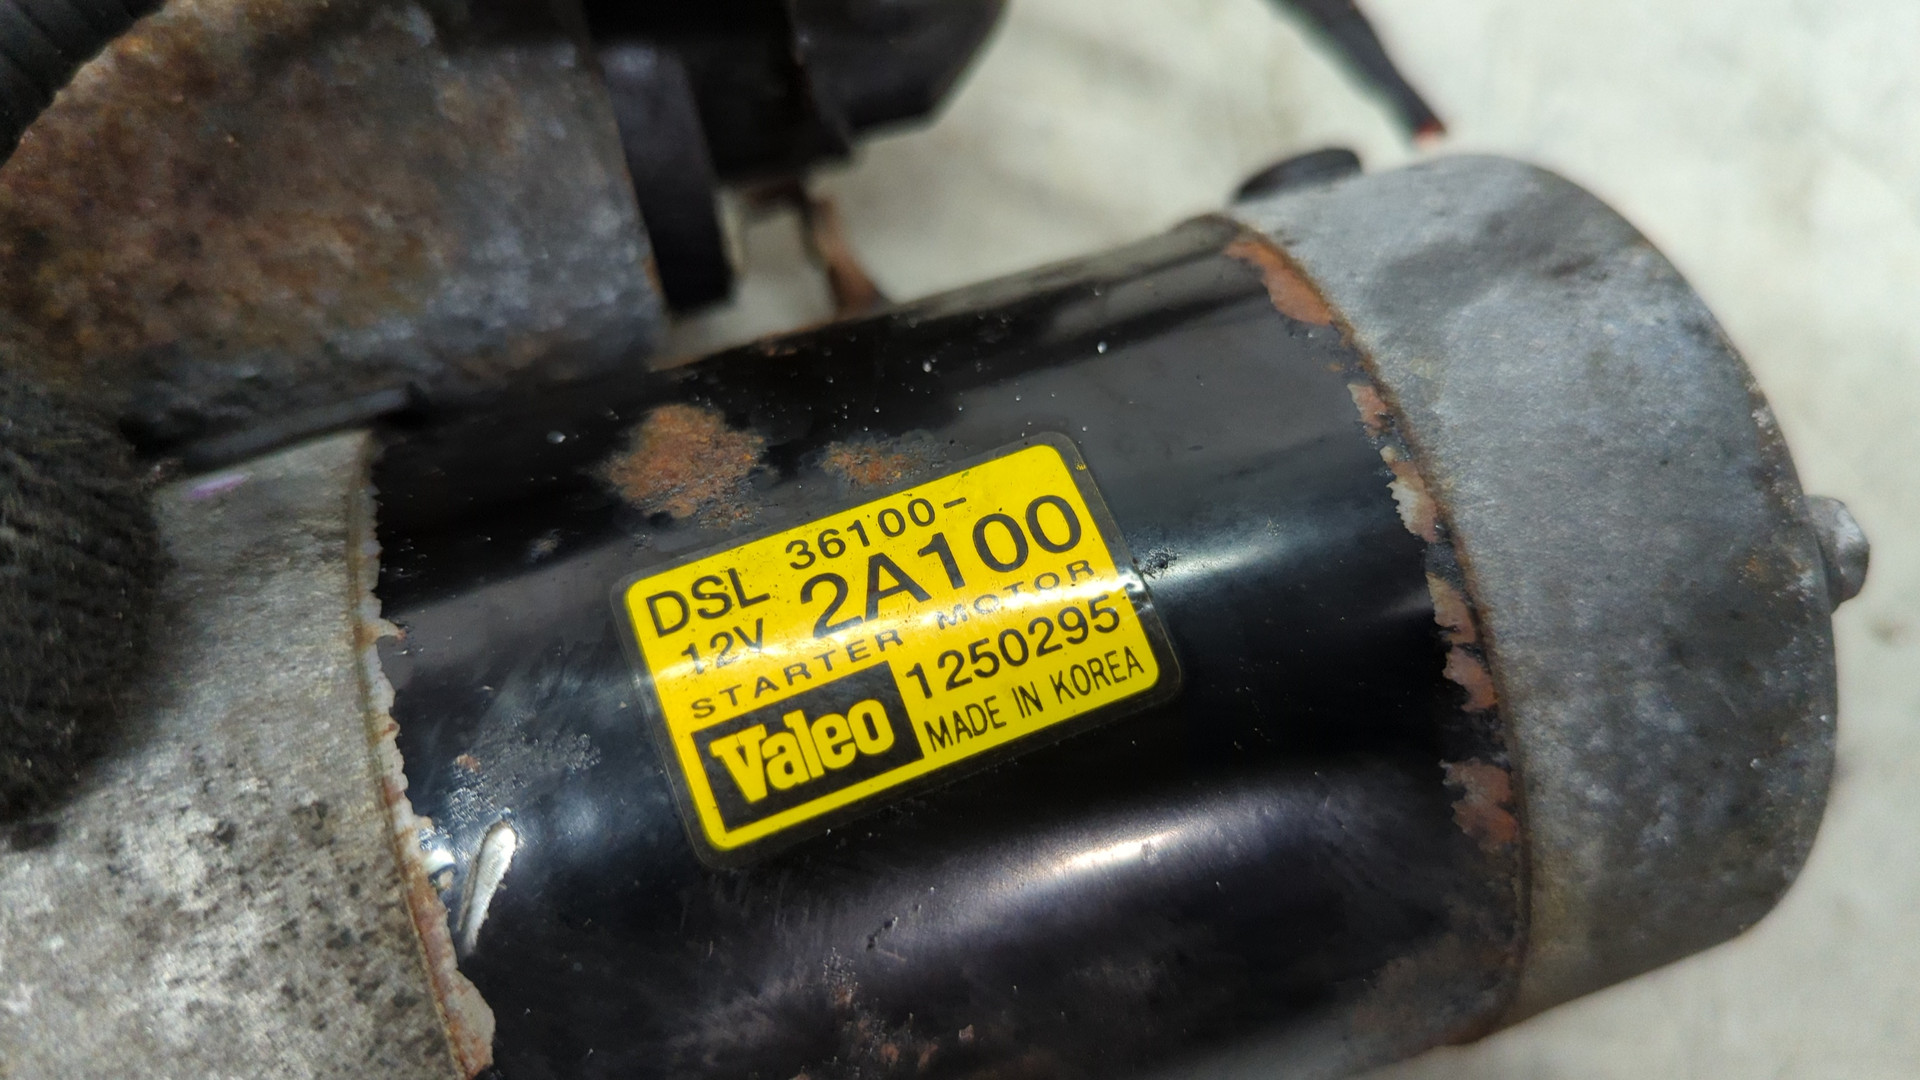 DSL 36100-
12V 2A100
STARTER MOTOR
Valeo 1250295
MADE IN KOREA